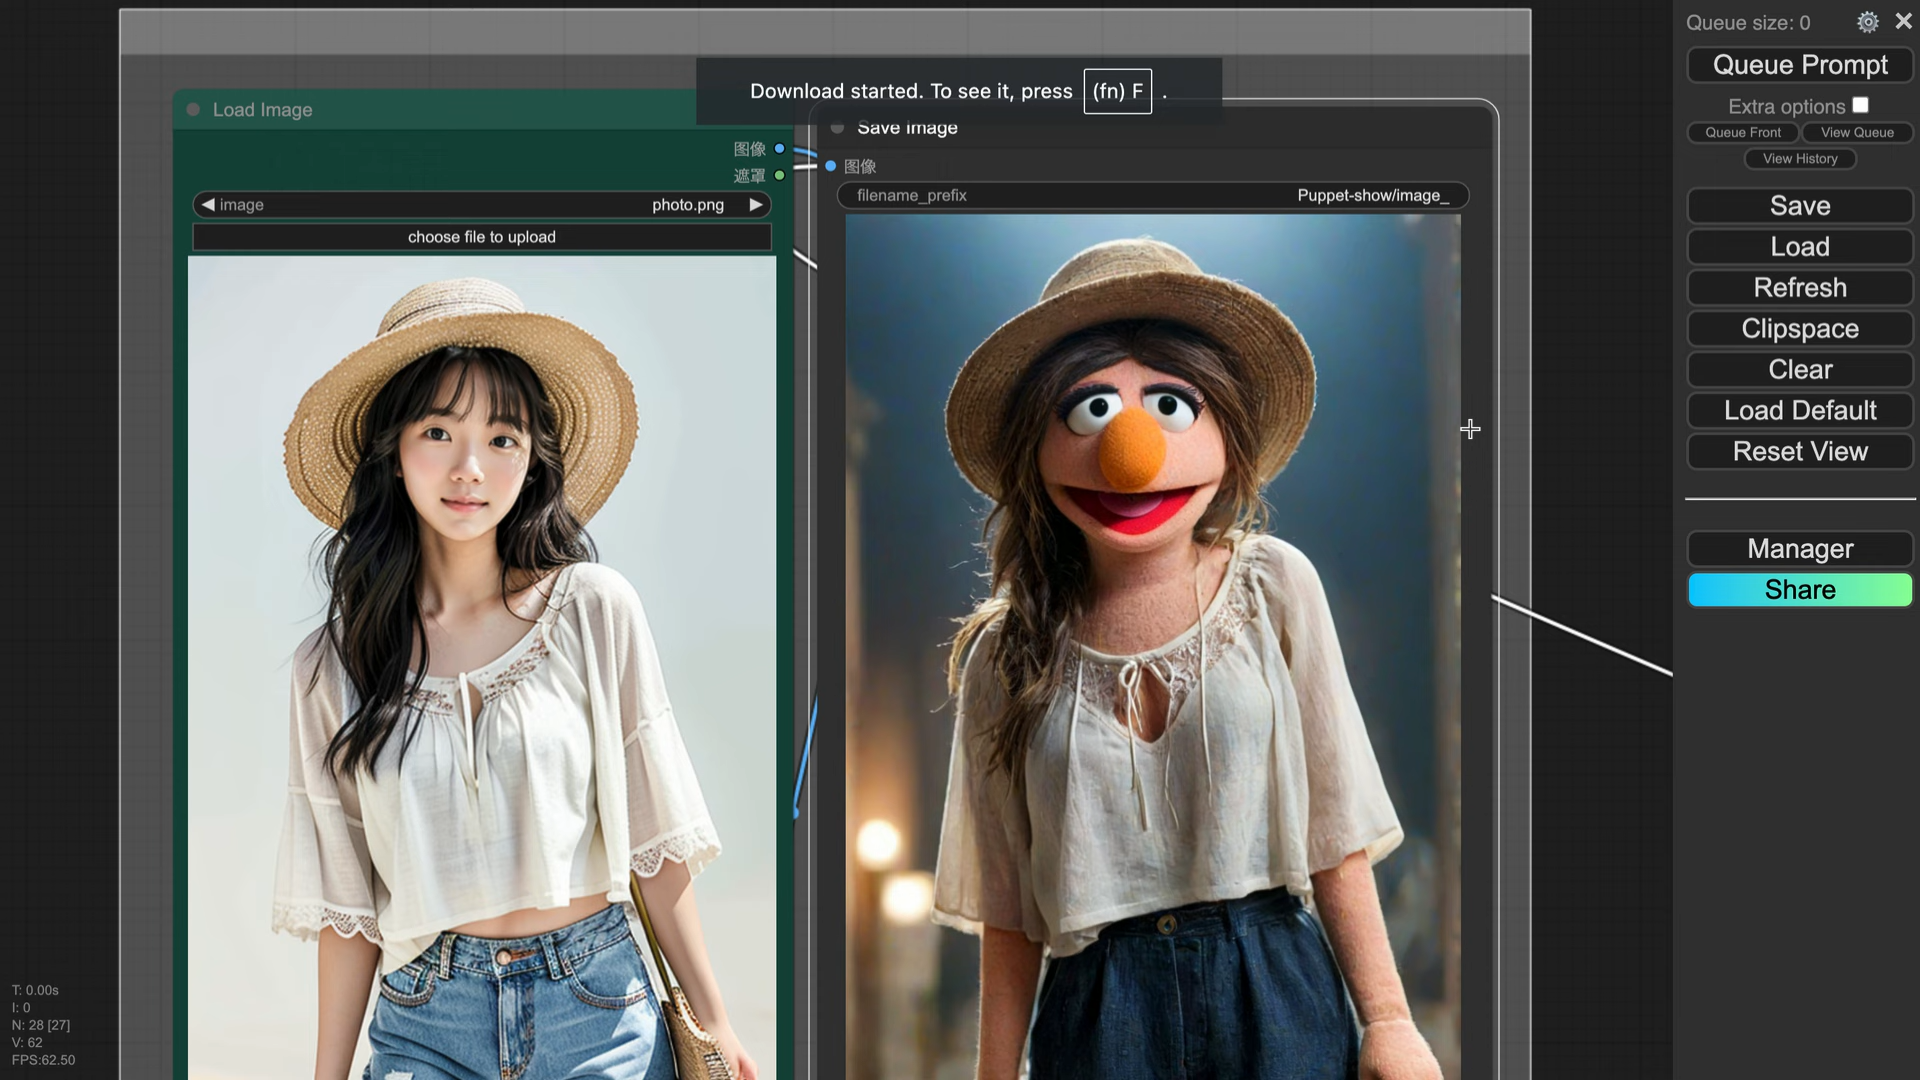 Queue size: 0
Queue Prompt
Extra options
Queue Front
View Queue
View History
Save
Load
Refresh
Clipspace
Clear
Load Default
Reset View
Manager
Share
Download started. To see it, press (fn) F .
Load Image
图像
遮罩
image
photo.png
choose file to upload
Save Image
图像
filename_prefix
Puppet-show/image_
T: 0.00s
I: 0
N: 28 [27]
V: 62
FPS:62.50